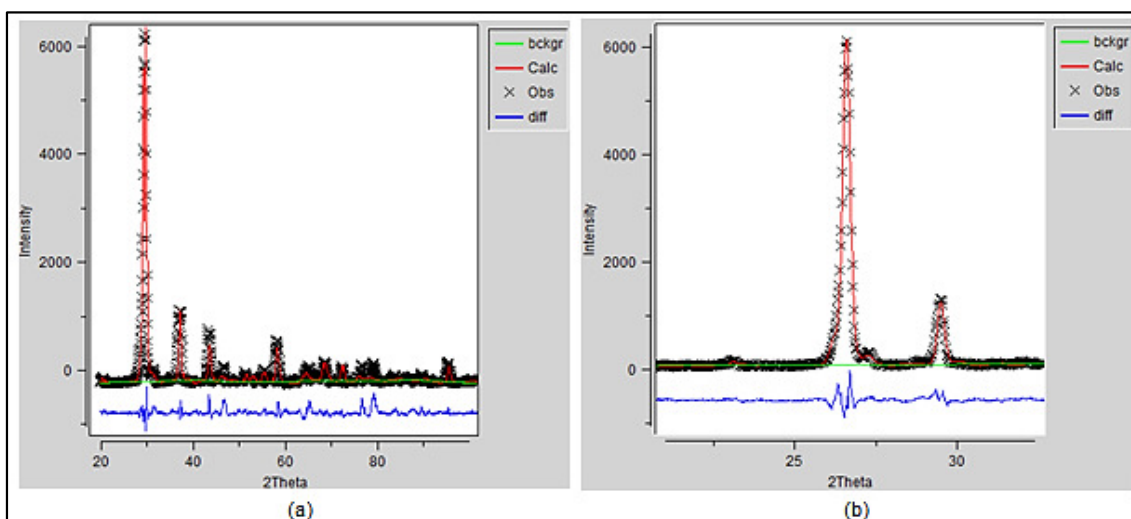 6000
4000
2000
0
Intensity
20
40
60
80
2Theta
bckgr
Calc
Obs
diff
(a)
6000
4000
2000
0
Intensity
25
30
2Theta
bckgr
Calc
Obs
diff
(b)